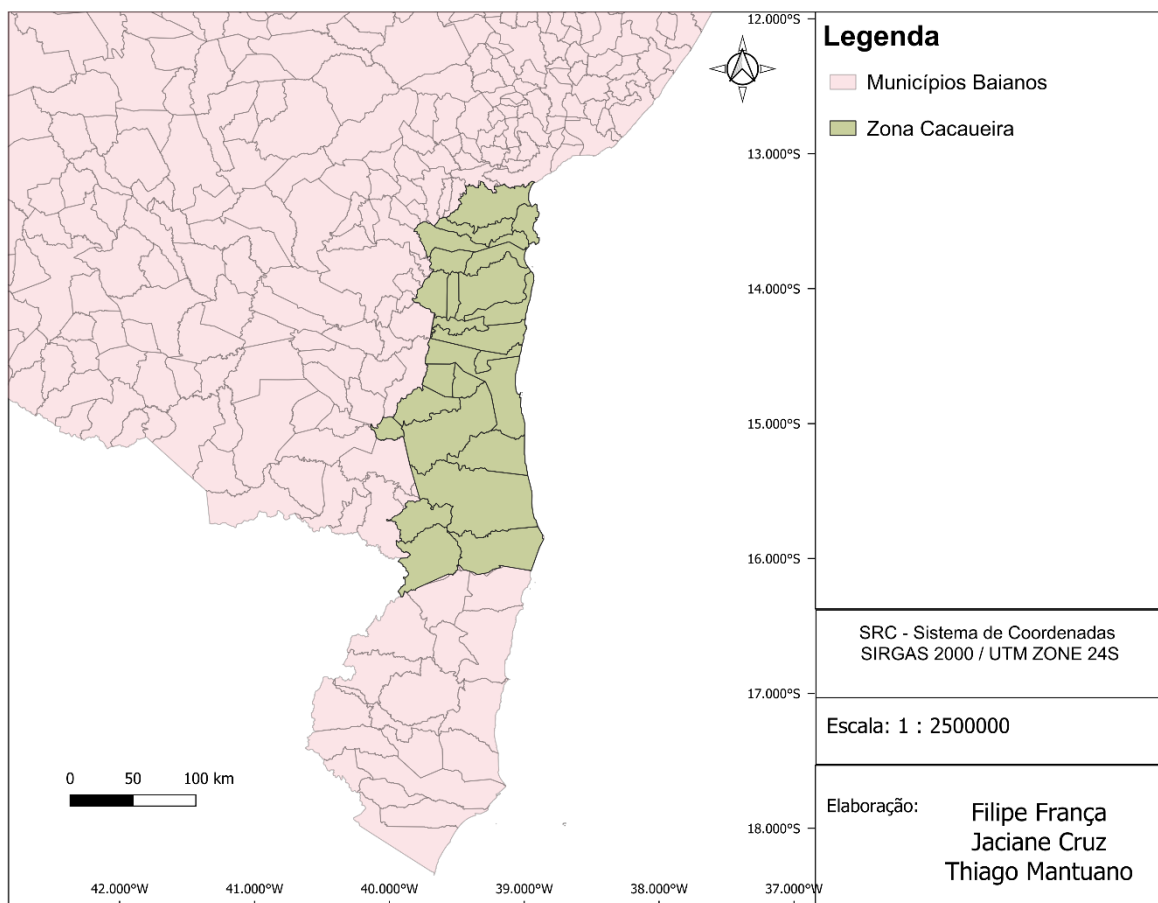 Legenda
Municípios Baianos
Zona Cacaueira
12.000°S
13.000°S
14.000°S
15.000°S
16.000°S
17.000°S
18.000°S
0 50 100 km
42.000°W 41.000°W 40.000°W 39.000°W 38.000°W 37.000°W
SRC - Sistema de Coordenadas
SIRGAS 2000 / UTM ZONE 24S
Escala: 1 : 2500000
Elaboração:
Filipe França
Jaciane Cruz
Thiago Mantuano